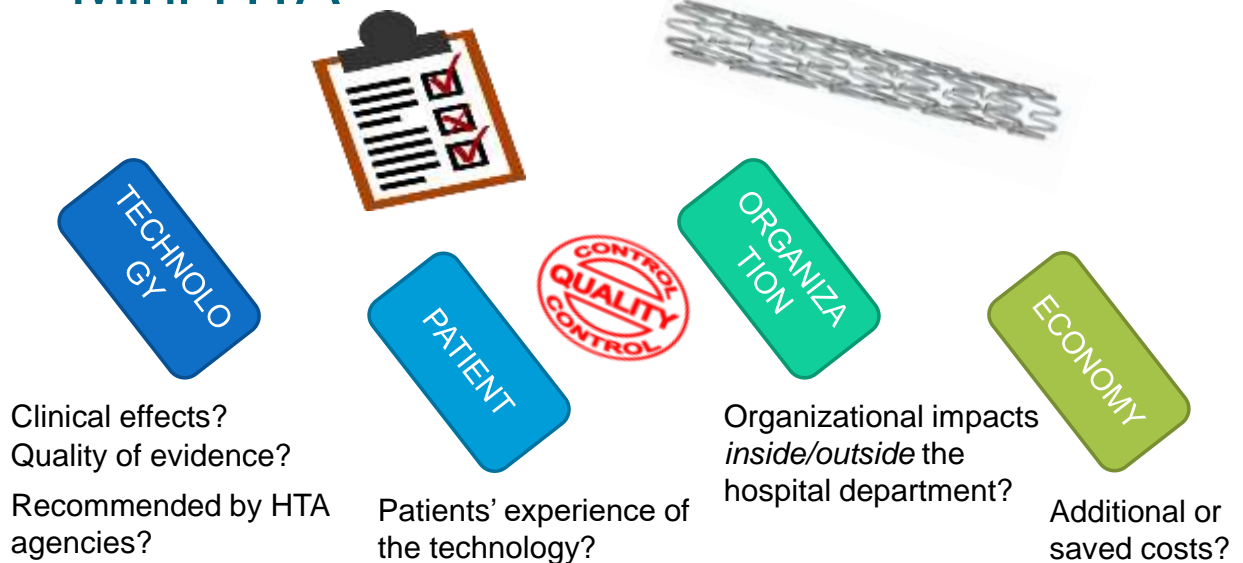 TECHNOLO
GY
PATIENT
CONTROL
QUALITY
CONTROL
ORGANIZA
TION
ECONOMY
Clinical effects?
Quality of evidence?
Recommended by HTA
agencies?
Patients’ experience of
the technology?
Organizational impacts
inside/outside the
hospital department?
Additional or
saved costs?